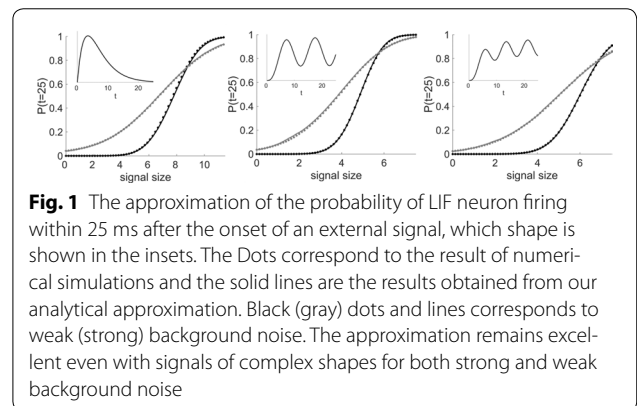 1
0.8
0.6
0.4
0.2
0
P(t=25)
0 2 4 6 8 10
signal size
0 10 20
t
1
0.8
0.6
0.4
0.2
0
P(t=25)
0 2 4 6
signal size
0 10 20
t
1
0.8
0.6
0.4
0.2
0
P(t=25)
0 2 4 6
signal size
0 10 20
t
Fig. 1 The approximation of the probability of LIF neuron firing
within 25 ms after the onset of an external signal, which shape is
shown in the insets. The Dots correspond to the result of numeri-
cal simulations and the solid lines are the results obtained from our
analytical approximation. Black (gray) dots and lines corresponds to
weak (strong) background noise. The approximation remains excel-
lent even with signals of complex shapes for both strong and weak
background noise